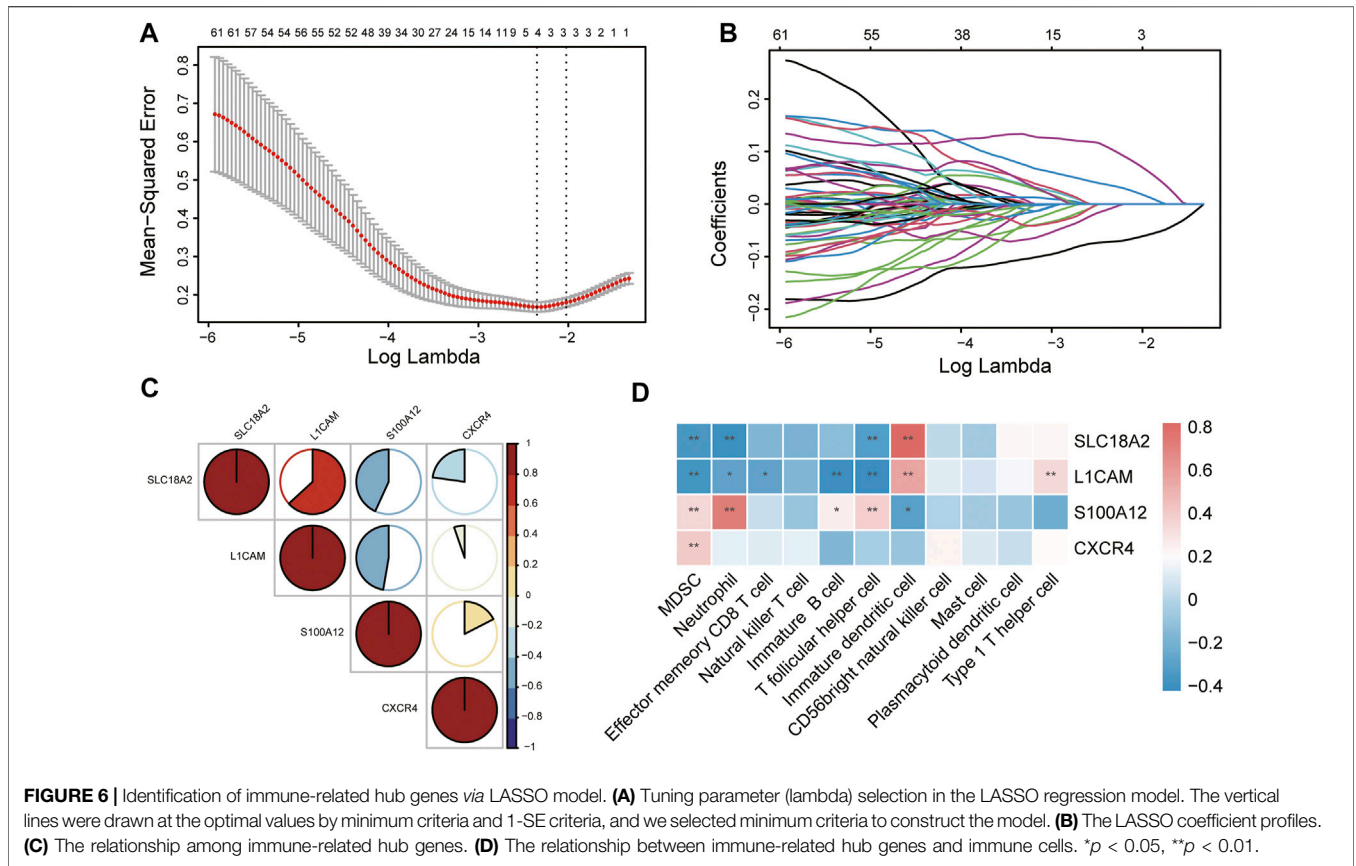 A
61 61 57 54 54 56 55 52 52 48 39 34 30 27 24 15 14 11 9 5 4 3 3 3 2 1 1
0.8
0.7
0.6
0.5
0.4
0.3
0.2
Mean-Squared Error
−6 −5 −4 −3 −2
Log Lambda
B
61 55 38 15 3
0.2
0.1
0.0
−0.1
−0.2
Coefficients
−6 −5 −4 −3 −2
Log Lambda
C
SLC18A2 L1CAM S100A12 CXCR4
SLC18A2
L1CAM
S100A12
CXCR4
1
0.8
0.6
0.4
0.2
0
−0.2
−0.4
−0.6
−0.8
−1
D
** ** ** ** SLC18A2
** * * ** ** ** ** L1CAM
** ** * ** * S100A12
** CXCR4
MDSC
Neutrophil
Effector memeory CD8 T cell
Natural killer T cell
Immature B cell
T follicular helper cell
Immature dendritic cell
CD56bright natural killer cell
Mast cell
Plasmacytoid dendritic cell
Type 1 T helper cell
0.8
0.6
0.4
0.2
0
−0.2
−0.4
FIGURE 6 | Identification of immune-related hub genes via LASSO model. (A) Tuning parameter (lambda) selection in the LASSO regression model. The vertical
lines were drawn at the optimal values by minimum criteria and 1-SE criteria, and we selected minimum criteria to construct the model. (B) The LASSO coefficient profiles.
(C) The relationship among immune-related hub genes. (D) The relationship between immune-related hub genes and immune cells. *p < 0.05, **p < 0.01.